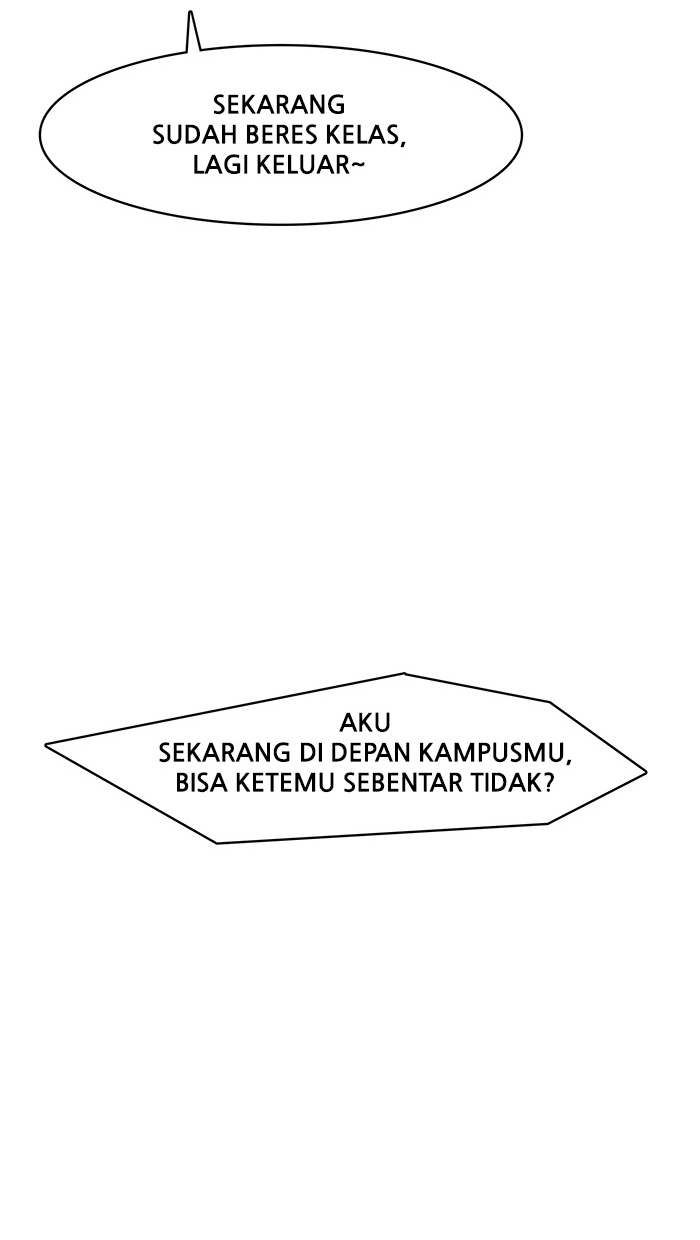 SEKARANG
SUDAH BERES KELAS,
LAGI KELUAR~
AKU
SEKARANG DI DEPAN KAMPUSMU,
BISA KETEMU SEBENTAR TIDAK?